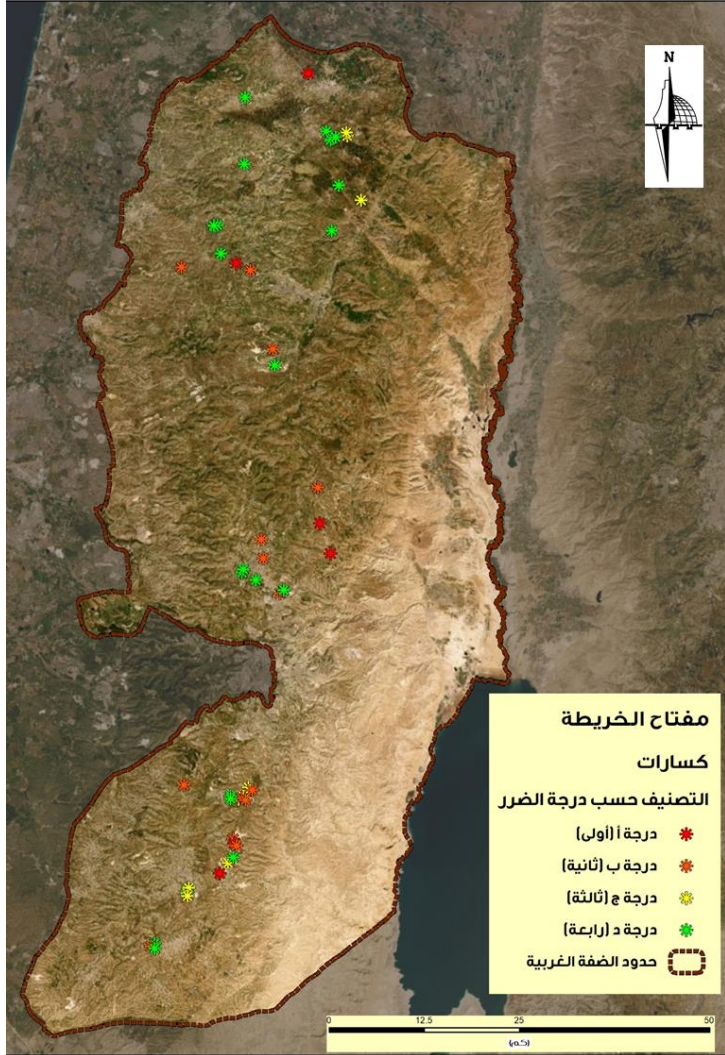 N
مفتاح الخريطة
كسارات
التصنيف حسب درجة الضرر
درجة أ (أولى)
درجة ب (ثانية)
درجة ج (ثالثة)
درجة د (رابعة)
حدود الضفة الغربية
0 12.5 25 50
(كم)